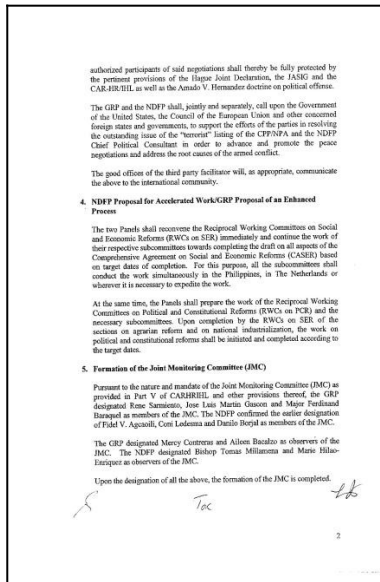 authorized participants of said negotiations shall thereby be fully protected by
the pertinent provisions of the Hague Joint Declaration, the JASIG and the
CAR-HR/IHL as well as the Amado V. Hernandez doctrine on political offense.
The GRP and the NDFP shall, jointly and separately, call upon the Government
of the United States, the Council of the European Union and other concerned
foreign states and governments, to support the efforts of the parties in resolving
the outstanding issue of the "terrorist" listing of the CPP/NPA and the NDFP
Chief Political Consultant in order to advance and promote the peace
negotiations and address the root causes of the armed conflict.
The good offices of the third party facilitator will, as appropriate, communicate
the above to the international community.
4. NDFP Proposal for Accelerated Work/GRP Proposal of an Enhanced
Process
The two Panels shall reconvene the Reciprocal Working Committees on Social
and Economic Reforms (RWCs on SER) immediately and continue the work of
their respective subcommittees towards completing the draft on all aspects of the
Comprehensive Agreement on Social and Economic Reforms (CASER) based
on target dates of completion. For this purpose, all the subcommittees shall
conduct the work simultaneously in the Philippines, in The Netherlands or
wherever it is necessary to expedite the work.
At the same time, the Panels shall prepare the work of the Reciprocal Working
Committees on Political and Constitutional Reforms (RWCs on PCR) and the
necessary subcommittees. Upon completion by the RWCs on SER of the
sections on agrarian reform and on national industrialization, the work on
political and constitutional reforms shall be initiated and completed according to
the target dates.
5. Formation of the Joint Monitoring Committee (JMC)
Pursuant to the nature and mandate of the Joint Monitoring Committee (JMC) as
provided in Part V of CARHRIHL and other provisions thereof, the GRP
designated Rene Sarmiento, Jose Luis Martin Gascon and Major Ferdinand
Baraquel as members of the JMC. The NDFP confirmed the earlier designation
of Fidel V. Agcaoili, Coni Ledesma and Danilo Borjal as members of the JMC.
The GRP designated Mercy Contreras and Aileen Bacalzo as observers of the
JMC. The NDFP designated Bishop Tomas Millamena and Marie Hilao-
Enriquez as observers of the JMC.
Upon the designation of all the above, the formation of the JMC is completed.
2